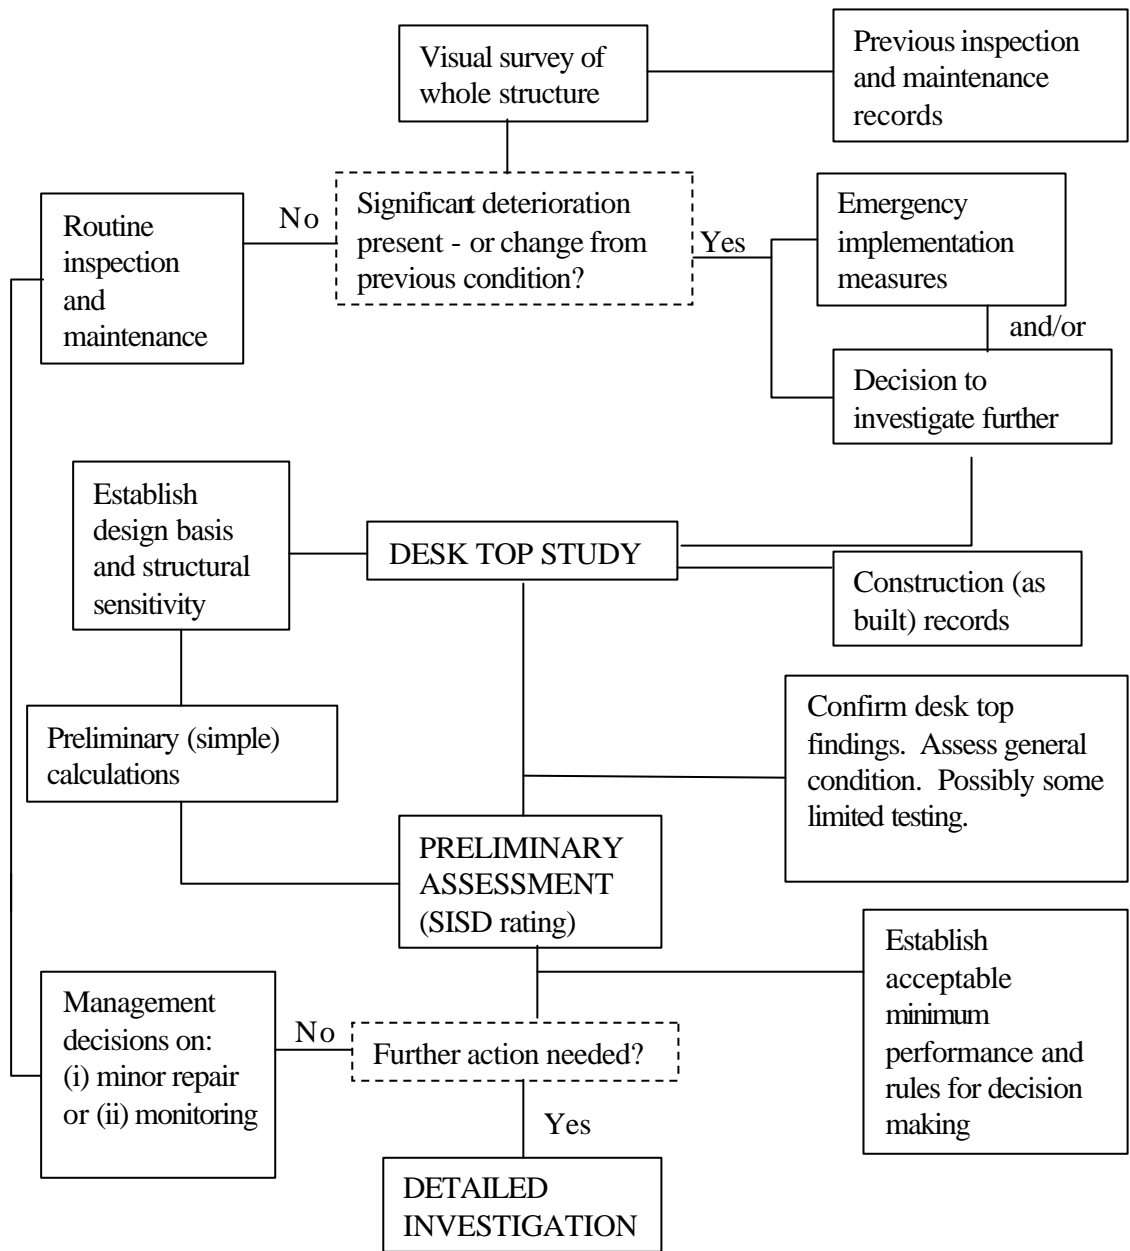 Visual survey of
whole structure
Previous inspection
and maintenance
records
Routine
inspection
and
maintenance
No
Significant deterioration
present - or change from
previous condition?
Yes
Emergency
implementation
measures
and/or
Decision to
investigate further
Establish
design basis
and structural
sensitivity
DESK TOP STUDY
Construction (as
built) records
Preliminary (simple)
calculations
Confirm desk top
findings. Assess general
condition. Possibly some
limited testing.
PRELIMINARY
ASSESSMENT
(SISD rating)
Establish
acceptable
minimum
performance and
rules for decision
making
Management
decisions on:
(i) minor repair
or (ii) monitoring
No
Further action needed?
Yes
DETAILED
INVESTIGATION